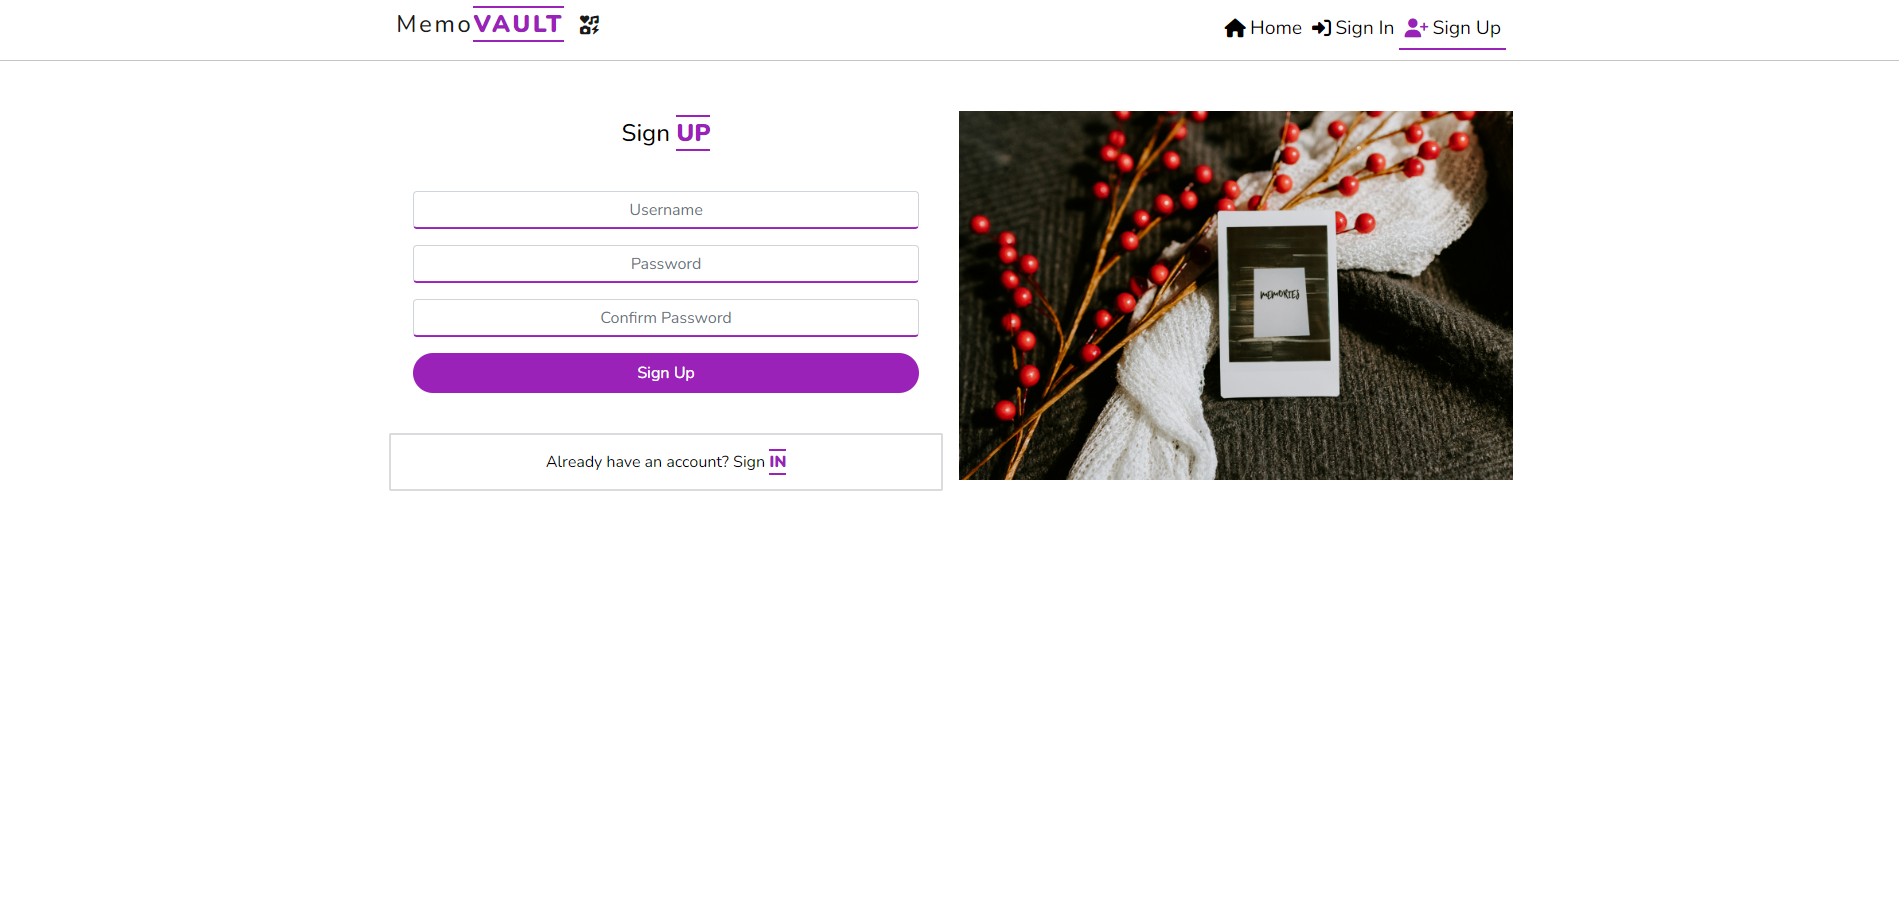 MemoVAULT
Home Sign In Sign Up
Sign UP
Username
Password
Confirm Password
Sign Up
Already have an account? Sign IN
MEMORIES